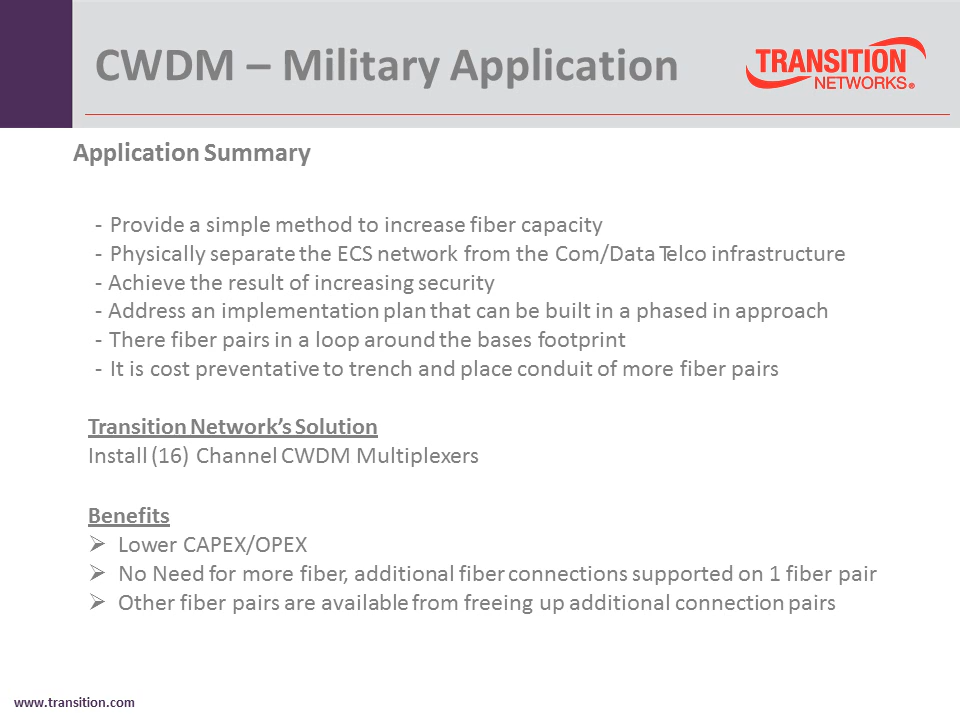 CWDM – Military Application
TRANSITION
NETWORKS®
Application Summary
- Provide a simple method to increase fiber capacity
- Physically separate the ECS network from the Com/Data Telco infrastructure
- Achieve the result of increasing security
- Address an implementation plan that can be built in a phased in approach
- There fiber pairs in a loop around the bases footprint
- It is cost preventative to trench and place conduit of more fiber pairs
Transition Network’s Solution
Install (16) Channel CWDM Multiplexers
Benefits
➢ Lower CAPEX/OPEX
➢ No Need for more fiber, additional fiber connections supported on 1 fiber pair
➢ Other fiber pairs are available from freeing up additional connection pairs
www.transition.com